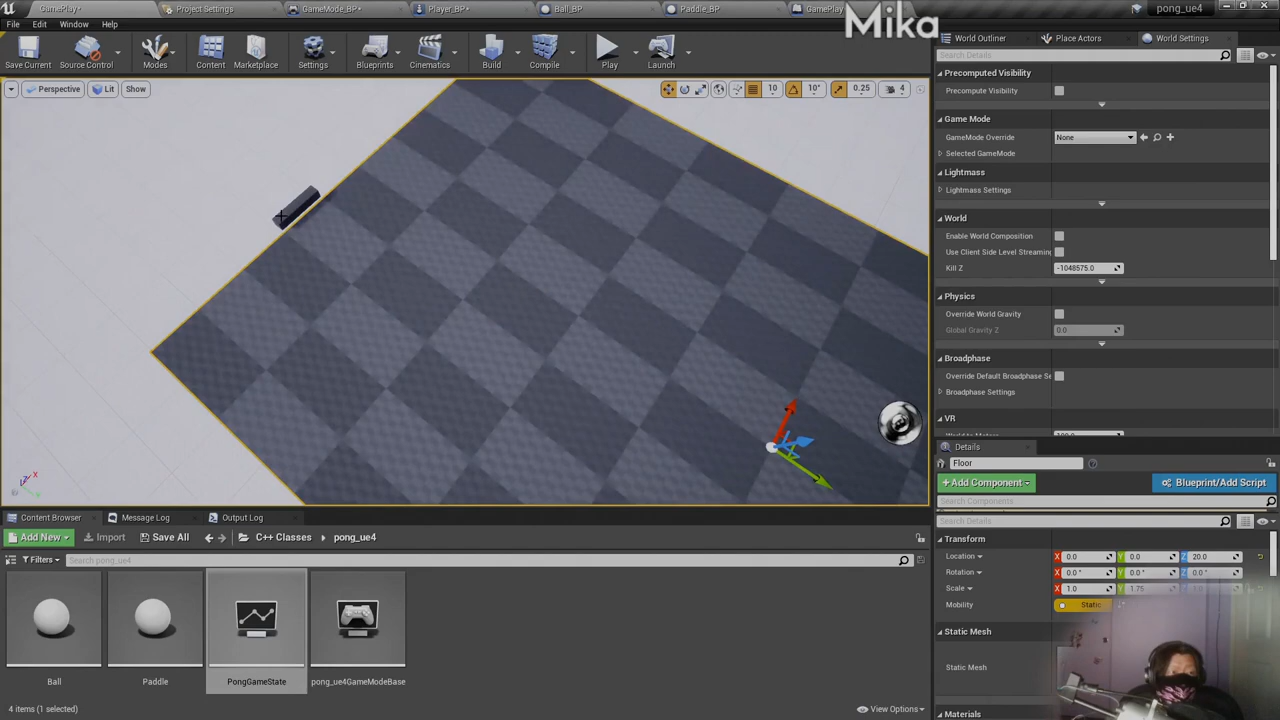 GamePlay*
Project Settings
GameMode_BP*
Player_BP*
Ball_BP
Paddle_BP
GamePlay
Mika
pong_ue4
File Edit Window Help
Save Current
Source Control
Modes
Content
Marketplace
Settings
Blueprints
Cinematics
Build
Compile
Play
Launch
Perspective
Lit
Show
10
10°
0.25
4
World Outliner
Place Actors
World Settings
Search Details
Precomputed Visibility
Precompute Visibility
Game Mode
GameMode Override
None
Selected GameMode
Lightmass
Lightmass Settings
World
Enable World Composition
Use Client Side Level Streamin
Kill Z
-1048575.0
Physics
Override World Gravity
Global Gravity Z
0.0
Broadphase
Override Default Broadphase Se
Broadphase Settings
VR
Details
Floor
+Add Component
Blueprint/Add Script
Search Components
Search Details
Transform
Location X 0.0 Y 0.0 Z 20.0
Rotation X 0.0° Y 0.0° Z 0.0°
Scale X 1.0 Y 1.75
Mobility
Static
Static Mesh
Static Mesh
Materials
Content Browser
Message Log
Output Log
Add New
Import
Save All
C++ Classes
pong_ue4
Filters
Search pong_ue4
Ball
Paddle
PongGameState
pong_ue4GameModeBase
4 items (1 selected)
View Options